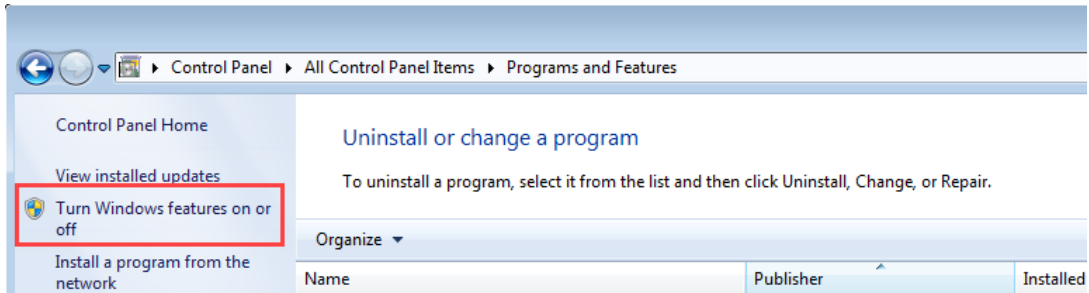 Control Panel All Control Panel Items Programs and Features
Control Panel Home
View installed updates
Turn Windows features on or
off
Install a program from the
network
Uninstall or change a program
To uninstall a program, select it from the list and then click Uninstall, Change, or Repair.
Organize
Name Publisher Installed